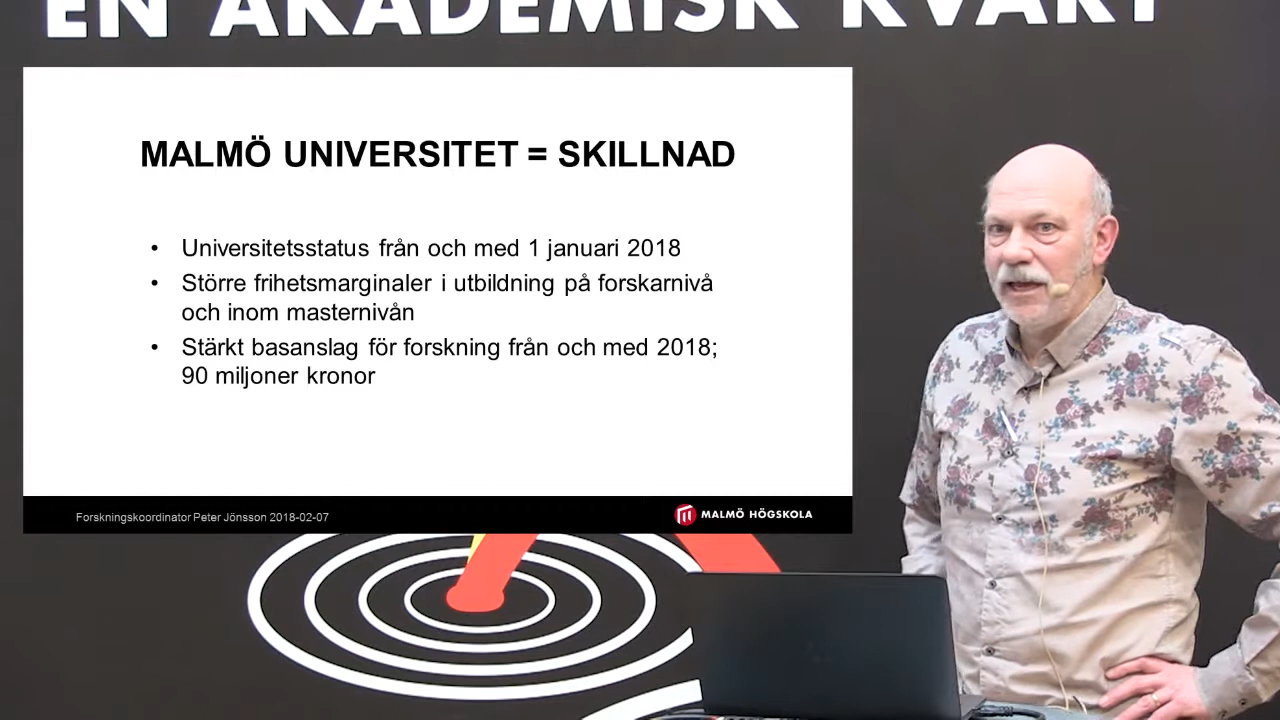 EN AKADEMISK KVART
MALMÖ UNIVERSITET = SKILLNAD
• Universitetsstatus från och med 1 januari 2018
• Större frihetsmarginaler i utbildning på forskarnivå
och inom masternivån
• Stärkt basanslag för forskning från och med 2018;
90 miljoner kronor
Forskningskoordinator Peter Jönsson 2018-02-07
MALMÖ HÖGSKOLA